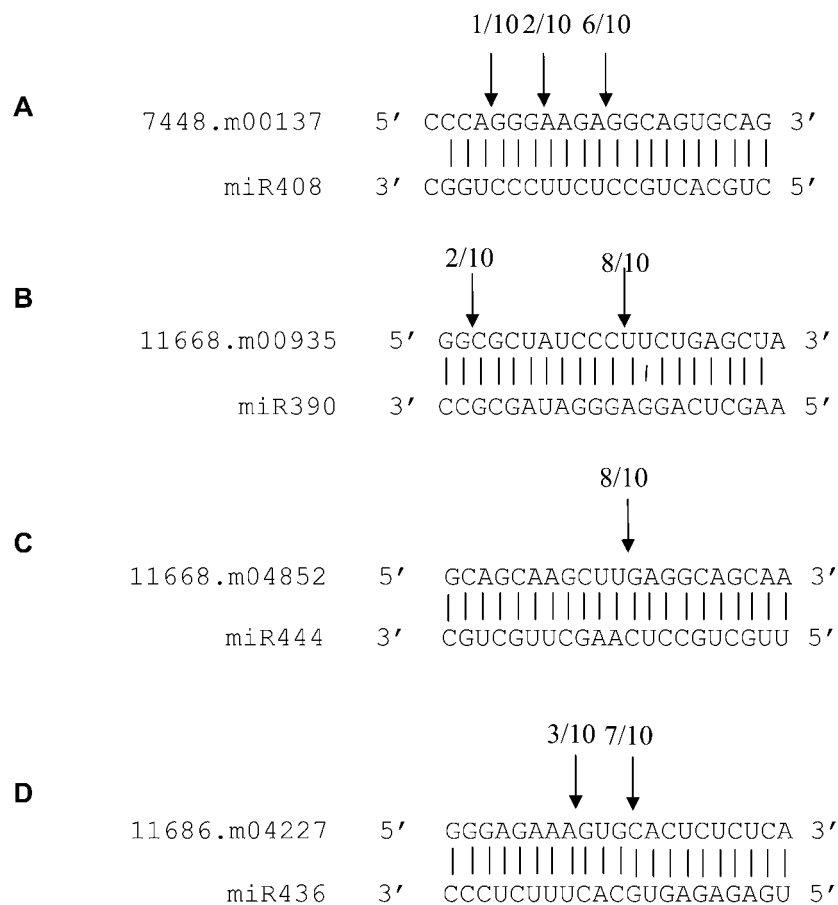 1/10 2/10 6/10
A
7448.m00137 5' CCCAGGGAAGAGGCAGUGCAG 3'
miR408 3' CGGUCCCUUCUCCGUCACGUC 5'
2/10 8/10
B
11668.m00935 5' GGCGCUAUCCCUUCUGAGCUA 3'
miR390 3' CCGCGAUAGGGAGGACUCGAA 5'
8/10
C
11668.m04852 5' GCAGCAAGCUUGAGGCAGCAA 3'
miR444 3' CGUCGUUCGAACUCCGUCGUU 5'
3/10 7/10
D
11686.m04227 5' GGGAGAAAGUGCACUCUCUCA 3'
miR436 3' CCCUCUUUCACGUGAGAGAGU 5'